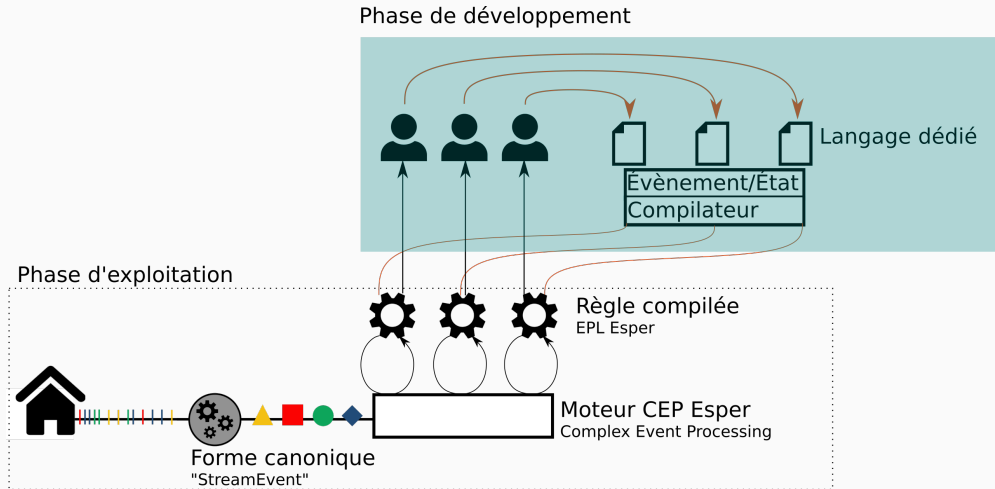 Phase de développement
Langage dédié
Évènement/État
Compilateur
Phase d'exploitation
Règle compilée
EPL Esper
Moteur CEP Esper
Complex Event Processing
Forme canonique
"StreamEvent"